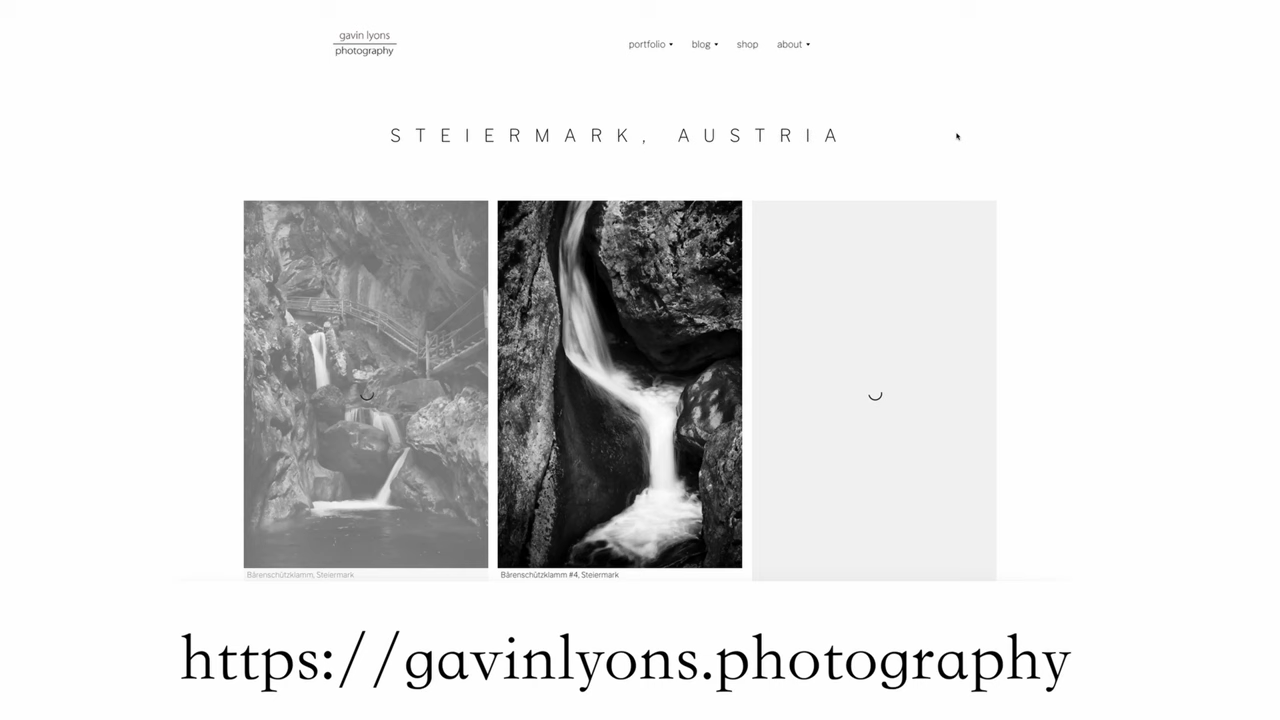 gavin lyons
photography
portfolio blog shop about
STEIERMARK, AUSTRIA
Bärenschützklamm, Steiermark
Bärenschützklamm #4, Steiermark
https://gavinlyons.photography